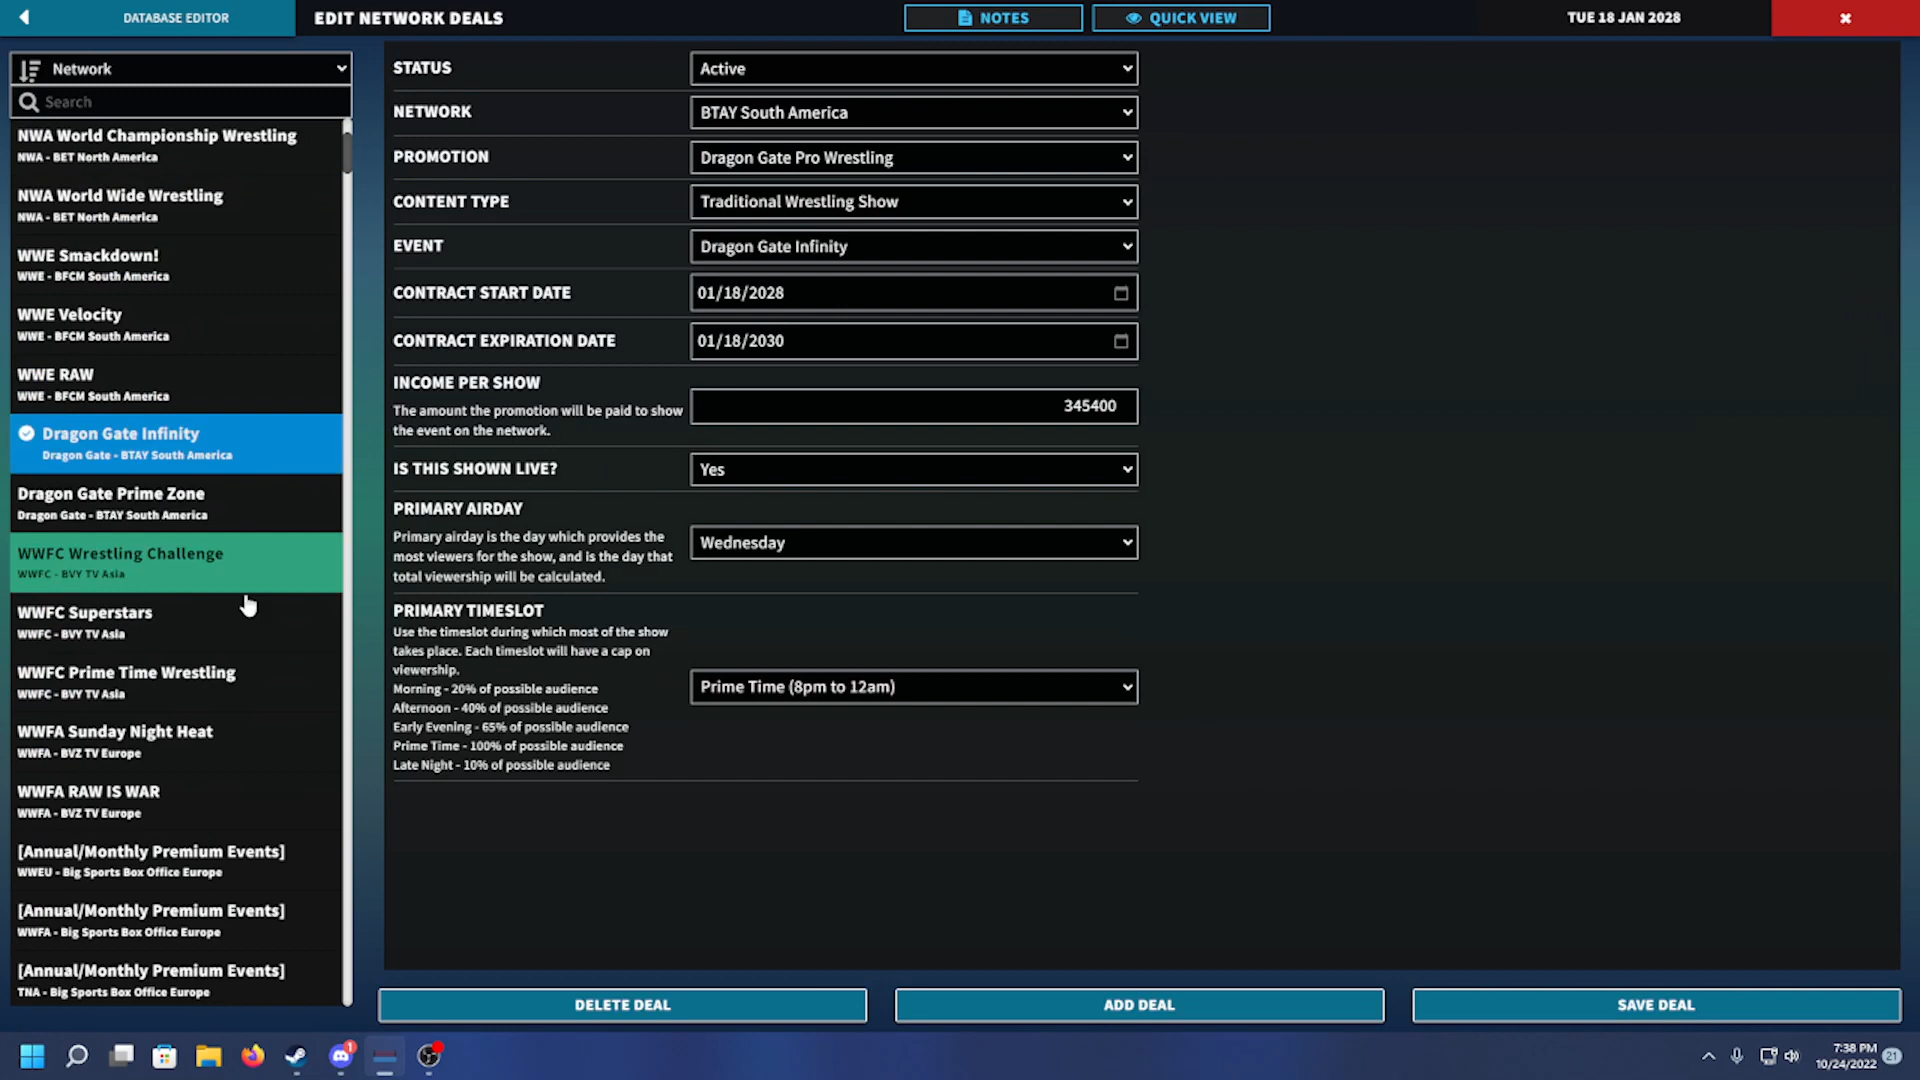 DATABASE EDITOR
EDIT NETWORK DEALS
NOTES
QUICK VIEW
TUE 18 JAN 2028
Network
Search
NWA World Championship Wrestling
NWA - BET North America
NWA World Wide Wrestling
NWA - BET North America
WWE Smackdown!
WWE - BFCM South America
WWE Velocity
WWE - BFCM South America
WWE RAW
WWE - BFCM South America
Dragon Gate Infinity
Dragon Gate - BTAY South America
Dragon Gate Prime Zone
Dragon Gate - BTAY South America
WWFC Wrestling Challenge
WWFC - BVY TV Asia
WWFC Superstars
WWFC - BVY TV Asia
WWFC Prime Time Wrestling
WWFC - BVY TV Asia
WWFA Sunday Night Heat
WWFA - BVZ TV Europe
WWFA RAW IS WAR
WWFA - BVZ TV Europe
[Annual/Monthly Premium Events]
WWEU - Big Sports Box Office Europe
[Annual/Monthly Premium Events]
WWFA - Big Sports Box Office Europe
[Annual/Monthly Premium Events]
TNA - Big Sports Box Office Europe
STATUS
Active
NETWORK
BTAY South America
PROMOTION
Dragon Gate Pro Wrestling
CONTENT TYPE
Traditional Wrestling Show
EVENT
Dragon Gate Infinity
CONTRACT START DATE
01/18/2028
CONTRACT EXPIRATION DATE
01/18/2030
INCOME PER SHOW
The amount the promotion will be paid to show
the event on the network.
345400
IS THIS SHOWN LIVE?
Yes
PRIMARY AIRDAY
Primary airday is the day which provides the
most viewers for the show, and is the day that
total viewership will be calculated.
Wednesday
PRIMARY TIMESLOT
Use the timeslot during which most of the show
takes place. Each timeslot will have a cap on
viewership.
Morning - 20% of possible audience
Afternoon - 40% of possible audience
Early Evening - 65% of possible audience
Prime Time - 100% of possible audience
Late Night - 10% of possible audience
Prime Time (8pm to 12am)
DELETE DEAL
ADD DEAL
SAVE DEAL
1
7:38 PM
10/24/2022
21